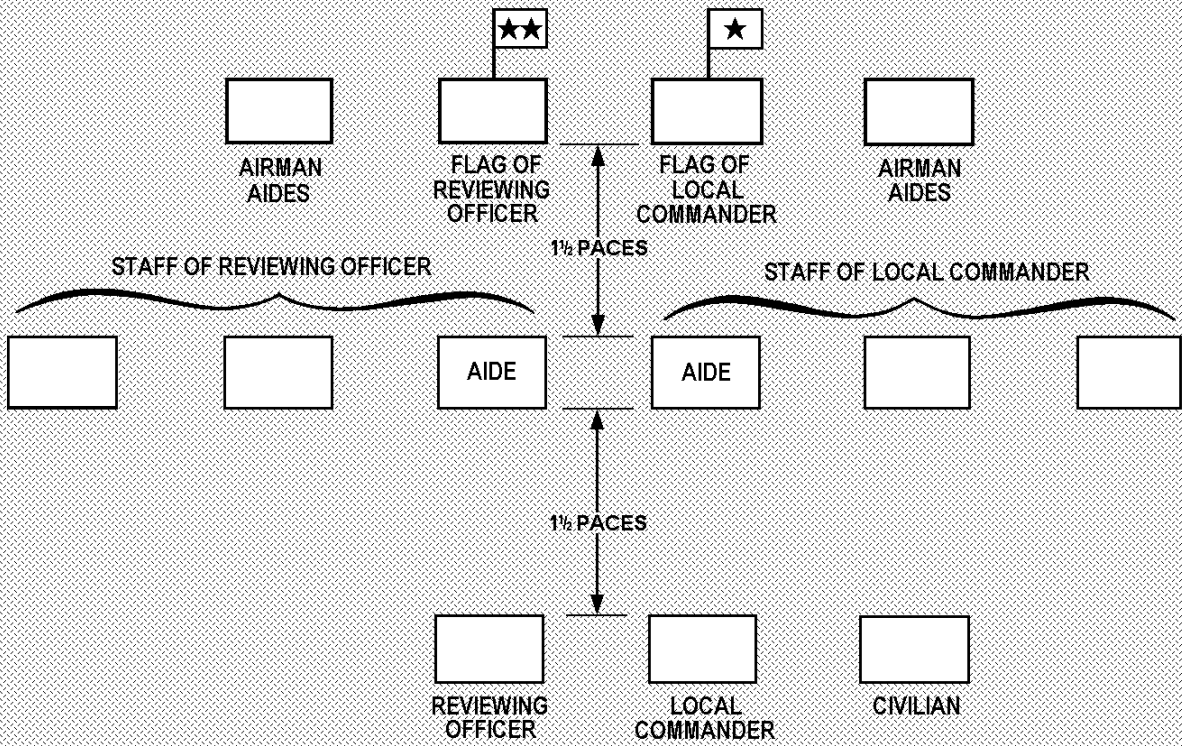 AIRMAN
AIDES
FLAG OF
REVIEWING
OFFICER
FLAG OF
LOCAL
COMMANDER
AIRMAN
AIDES
1½ PACES
STAFF OF REVIEWING OFFICER
STAFF OF LOCAL COMMANDER
AIDE
AIDE
1½ PACES
REVIEWING
OFFICER
LOCAL
COMMANDER
CIVILIAN